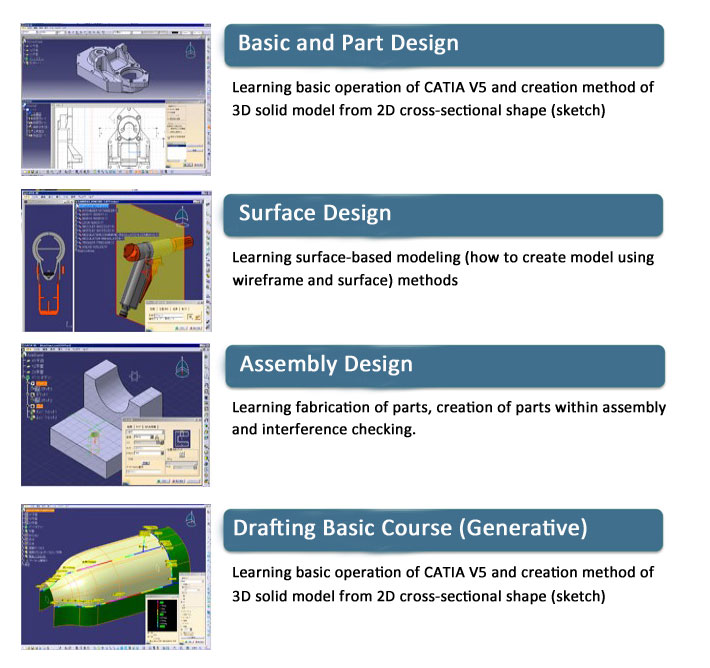 Basic and Part Design
Learning basic operation of CATIA V5 and creation method of
3D solid model from 2D cross-sectional shape (sketch)
Surface Design
Learning surface-based modeling (how to create model using
wireframe and surface) methods
Assembly Design
Learning fabrication of parts, creation of parts within assembly
and interference checking.
Drafting Basic Course (Generative)
Learning basic operation of CATIA V5 and creation method of
3D solid model from 2D cross-sectional shape (sketch)